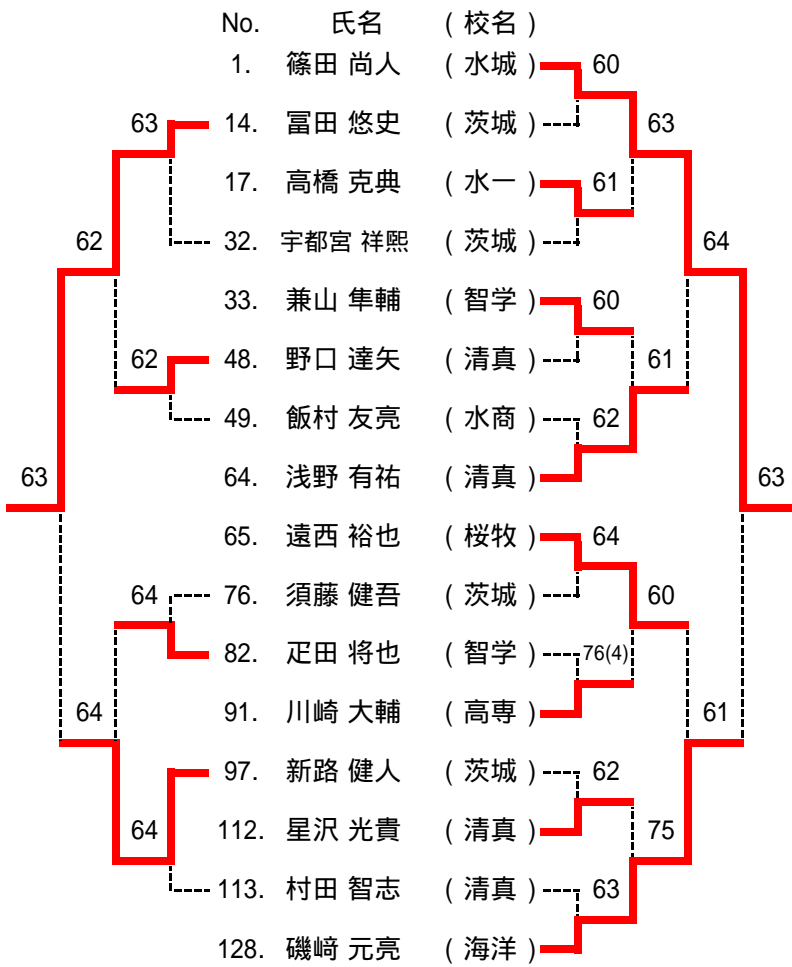 No. 氏名 (校名)
1. 篠田 尚人 (水城) 60
63 14. 冨田 悠史 (茨城) 63
17. 高橋 克典 (水一) 61
62 32. 宇都宮 祥熙 (茨城) 64
33. 兼山 隼輔 (智学) 60
62 48. 野口 達矢 (清真) 61
49. 飯村 友亮 (水商) 62
63 64. 浅野 有祐 (清真) 63
65. 遠西 裕也 (桜牧) 64
64 76. 須藤 健吾 (茨城) 60
82. 疋田 将也 (智学) 76(4)
64 91. 川崎 大輔 (高専) 61
97. 新路 健人 (茨城) 62
64 112. 星沢 光貴 (清真) 75
113. 村田 智志 (清真) 63
128. 磯﨑 元亮 (海洋)